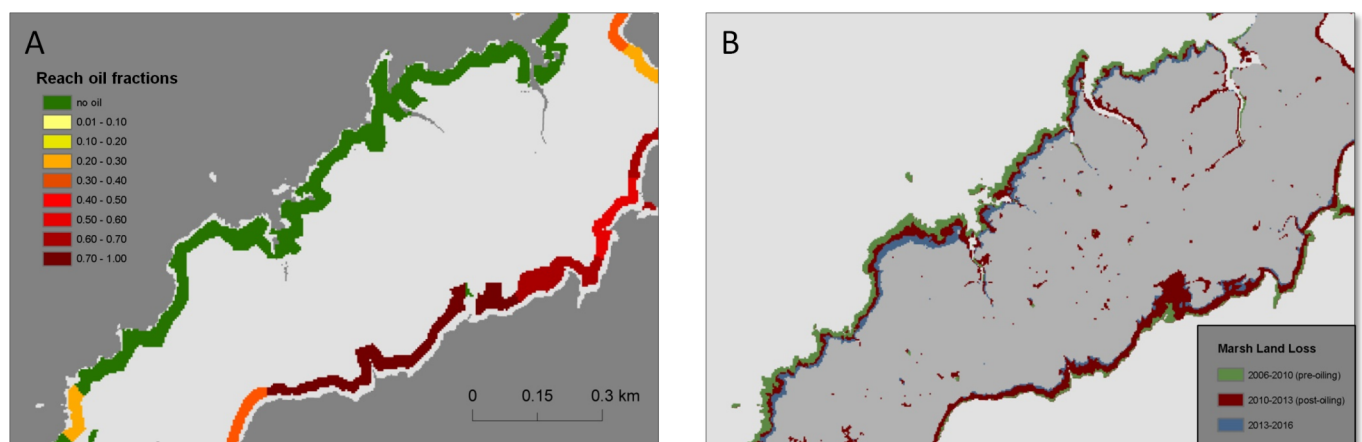 A
Reach oil fractions
no oil
0.01 - 0.10
0.10 - 0.20
0.20 - 0.30
0.30 - 0.40
0.40 - 0.50
0.50 - 0.60
0.60 - 0.70
0.70 - 1.00
0 0.15 0.3 km
B
Marsh Land Loss
2006-2010 (pre-oiling)
2010-2013 (post-oiling)
2013-2016